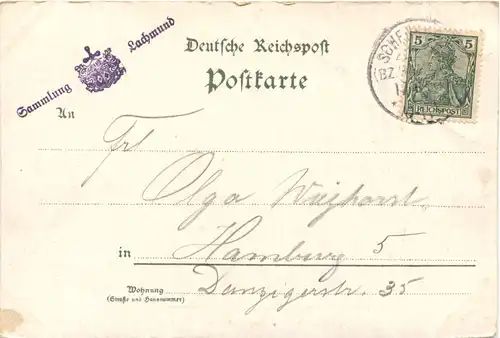 Sammlung Lachmund
Deutsche Reichspost
Postkarte
5 5
REICHSPOST
An
Frl
Olga
in Hamburg 5
Wohnung
(Straße und Hausnummer)
Danzigerstr. 35